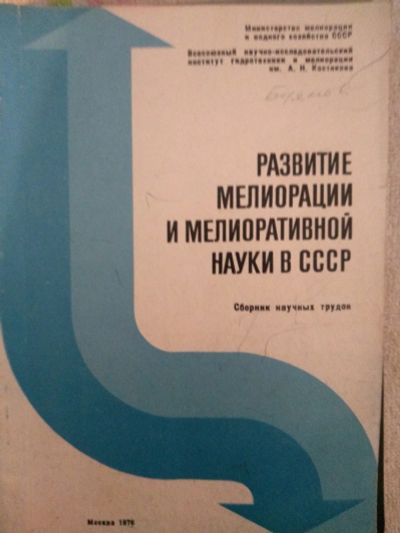 Министерство мелиорации
и водного хозяйства СССР
Всесоюзный научно-исследовательский
институт гидротехники и мелиорации
им. А. Н. Костякова
РАЗВИТИЕ
МЕЛИОРАЦИИ
И МЕЛИОРАТИВНОЙ
НАУКИ В СССР
Сборник научных трудов
Москва 1976